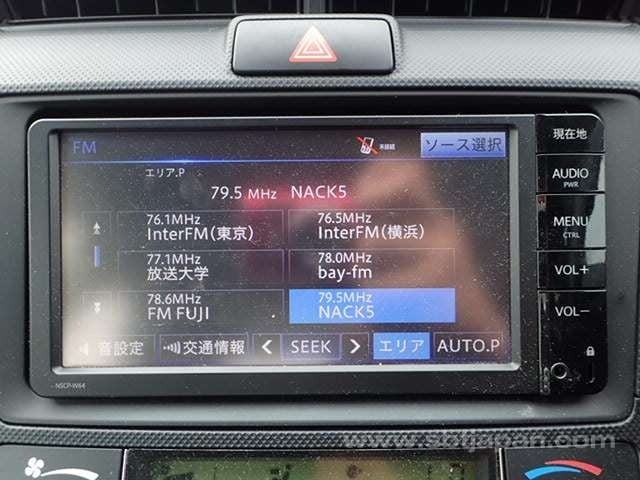 FM
未接続
ソース選択
現在地
エリア.P
79.5 MHz NACK5
AUDIO
PWR
76.1MHz
InterFM(東京)
76.5MHz
InterFM(横浜)
MENU
CTRL
77.1MHz
放送大学
78.0MHz
bay-fm
VOL+
78.6MHz
FM FUJI
79.5MHz
NACK5
VOL−
音設定
交通情報
< SEEK >
エリア
AUTO.P
NSCP-W64
www.sbtjapan.com